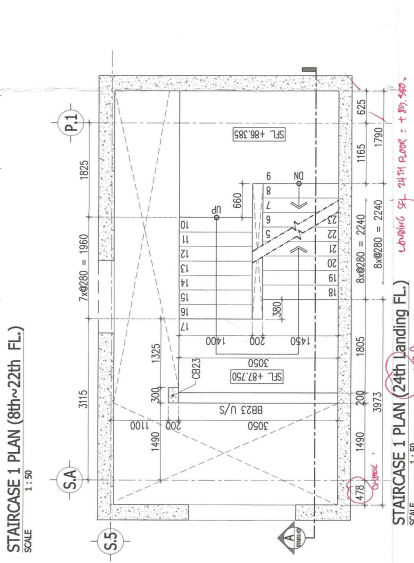 STAIRCASE 1 PLAN (8th~22th FL.)
SCALE 1 : 50
S.A
P.1
S.5
3115
7x@280 = 1960
1825
1490
300
1325
1100
200
CB23
BB23 U/S
3050
SFL. +87.750
3050
1400
200
1450
380
660
UP
DN
17
16
15
14
13
12
11
10
9
8
7
6
5
23
22
21
20
19
18
SFL. +86.385
478
1490
200
1805
8x@280 = 2240
1165
625
3973
8x@280 = 2240
1790
A
STAIRCASE 1 PLAN (24th Landing FL.)
SCALE 1 : 50
LANDING SFL 24TH FLOOR :